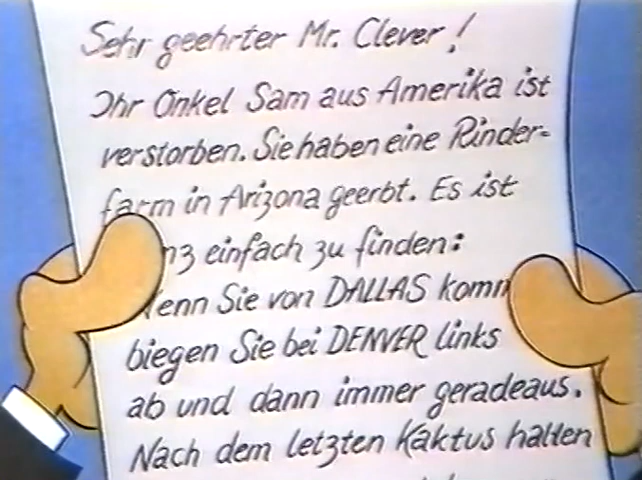 Sehr geehrter Mr. Clever!
Ihr Onkel Sam aus Amerika ist
verstorben. Sie haben eine Rinder=
farm in Arizona geerbt. Es ist
einfach zu finden:
Sie von DALLAS
biegen Sie bei DENVER links
ab und dann immer geradeaus.
Nach dem letzten Kaktus halten